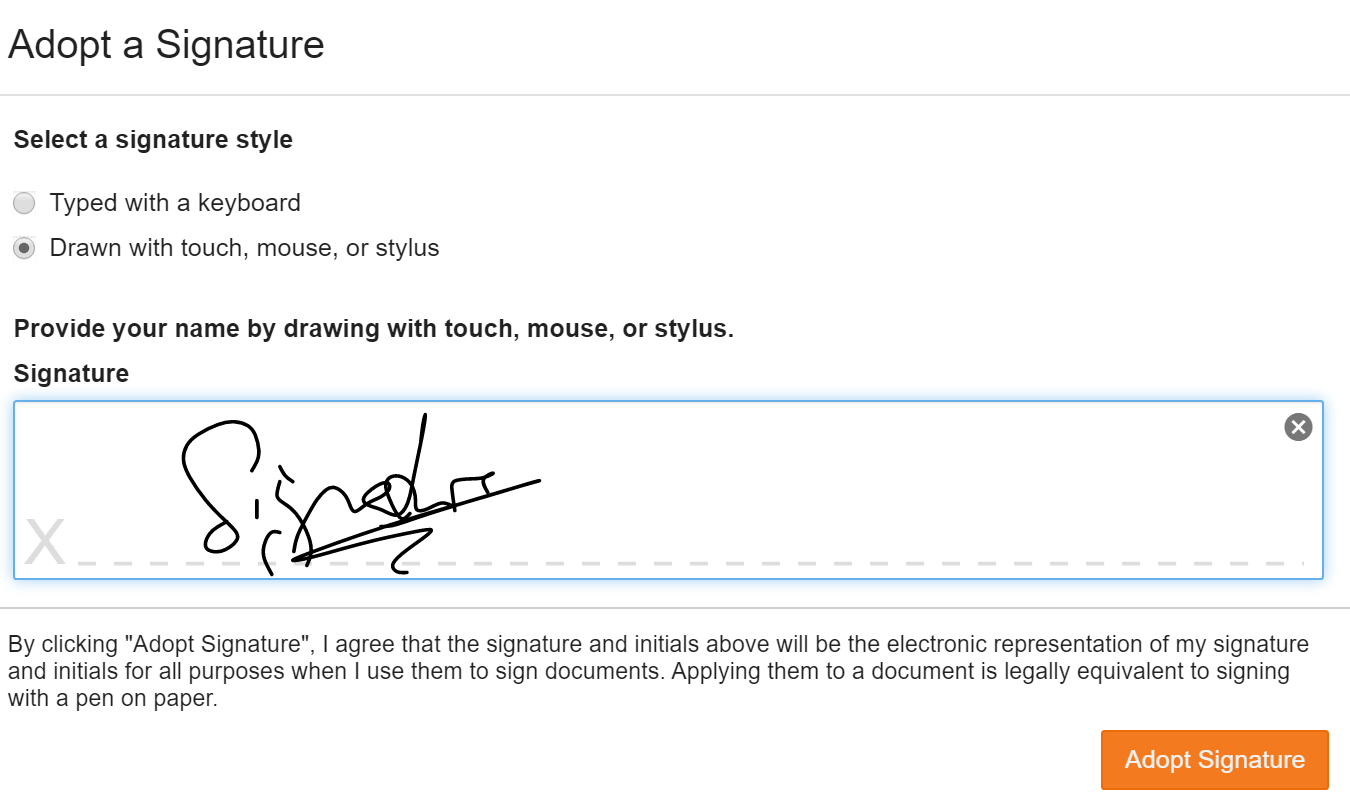 Adopt a Signature
Select a signature style
Typed with a keyboard
Drawn with touch, mouse, or stylus
Provide your name by drawing with touch, mouse, or stylus.
Signature
X
By clicking "Adopt Signature", I agree that the signature and initials above will be the electronic representation of my signature
and initials for all purposes when I use them to sign documents. Applying them to a document is legally equivalent to signing
with a pen on paper.
Adopt Signature